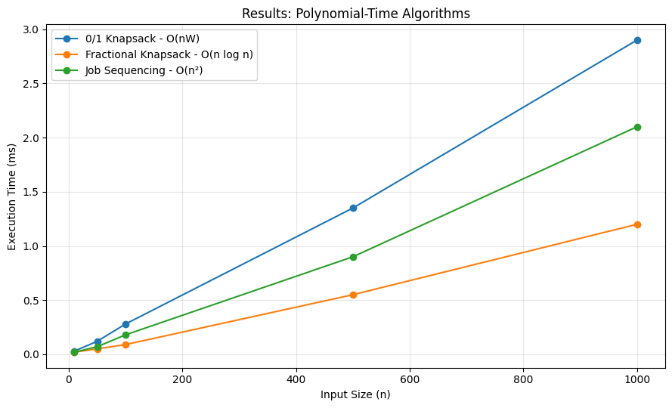 Results: Polynomial-Time Algorithms
0/1 Knapsack - O(nW)
Fractional Knapsack - O(n log n)
Job Sequencing - O(n²)
3.0
2.5
2.0
1.5
1.0
0.5
0.0
Execution Time (ms)
0 200 400 600 800 1000
Input Size (n)